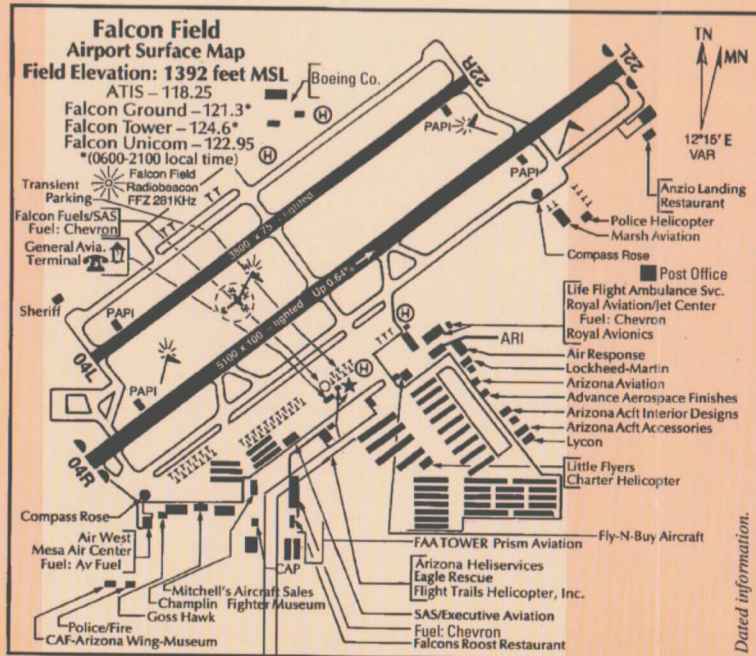 Falcon Field
Airport Surface Map
Field Elevation: 1392 feet MSL
ATIS – 118.25
Falcon Ground – 121.3*
Falcon Tower – 124.6*
Falcon Unicom – 122.95
*(0600-2100 local time)
Boeing Co.
H
H
22R
22L
TN
MN
12°15' E
VAR
PAPI
PAPI
Transient
Parking
Falcon Field
Radiobeacon
FFZ 281KHz
Falcon Fuels/SAS
Fuel: Chevron
General Avia.
Terminal
Sheriff
PAPI
04L
PAPI
04R
3800 x 75 - lighted
5100 x 100 - lighted Up 0.64%
Anzio Landing
Restaurant
Police Helicopter
Marsh Aviation
Compass Rose
Post Office
Life Flight Ambulance Svc.
Royal Aviation/Jet Center
Fuel: Chevron
Royal Avionics
H
H
ARI
Air Response
Lockheed-Martin
Arizona Aviation
Advance Aerospace Finishes
Arizona Acft Interior Designs
Arizona Acft Accessories
Lycon
Little Flyers
Charter Helicopter
Compass Rose
Air West
Mesa Air Center
Fuel: Av Fuel
CAP
FAA TOWER Prism Aviation
Fly-N-Buy Aircraft
Arizona Heliservices
Eagle Rescue
Flight Trails Helicopter, Inc.
Mitchell's Aircraft Sales
Champlin Fighter Museum
Goss Hawk
Police/Fire
CAF-Arizona Wing-Museum
SAS/Executive Aviation
Fuel: Chevron
Falcons Roost Restaurant
Dated information.